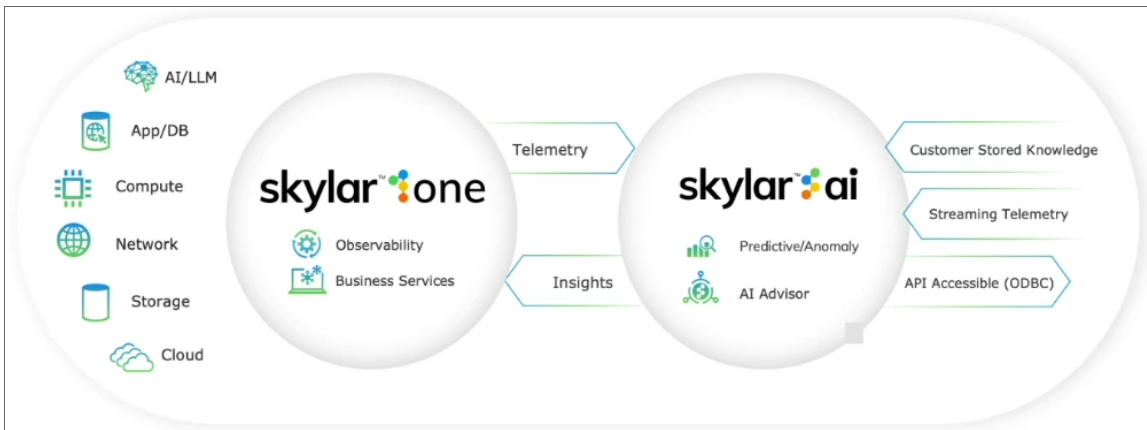 AI/LLM
App/DB
Compute
Network
Storage
Cloud
skylar™ one
Observability
Business Services
Telemetry
Insights
skylar™ ai
Predictive/Anomaly
AI Advisor
Customer Stored Knowledge
Streaming Telemetry
API Accessible (ODBC)